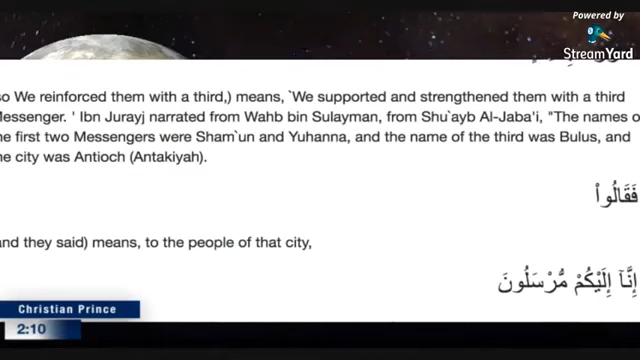 Powered by
StreamYard
so We reinforced them with a third,) means, `We supported and strengthened them with a third
Messenger. ' Ibn Jurayj narrated from Wahb bin Sulayman, from Shu`ayb Al-Jaba'i, "The names o
he first two Messengers were Sham`un and Yuhanna, and the name of the third was Bulus, and
he city was Antioch (Antakiyah).
فَقَالُواْ
and they said) means, to the people of that city,
إِنَّآ إِلَيْكُمْ مُّرْسَلُونَ
Christian Prince
2:10